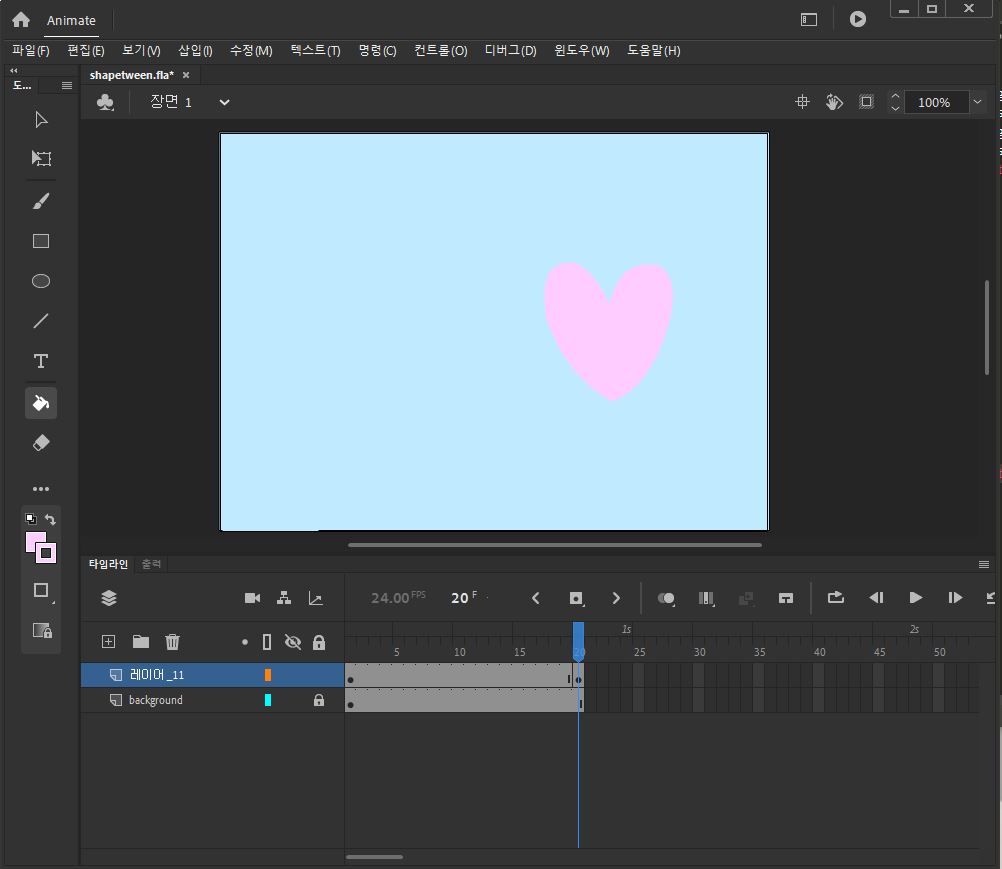 Animate
파일(F) 편집(E) 보기(V) 삽입(I) 수정(M) 텍스트(T) 명령(C) 컨트롤(O) 디버그(D) 윈도우(W) 도움말(H)
도... shapetween.fla* ×
장면 1 100%
T
타임라인 출력
24.00 FPS 20 F
1s 2s
5 10 15 20 25 30 35 40 45 50
레이어_11
background